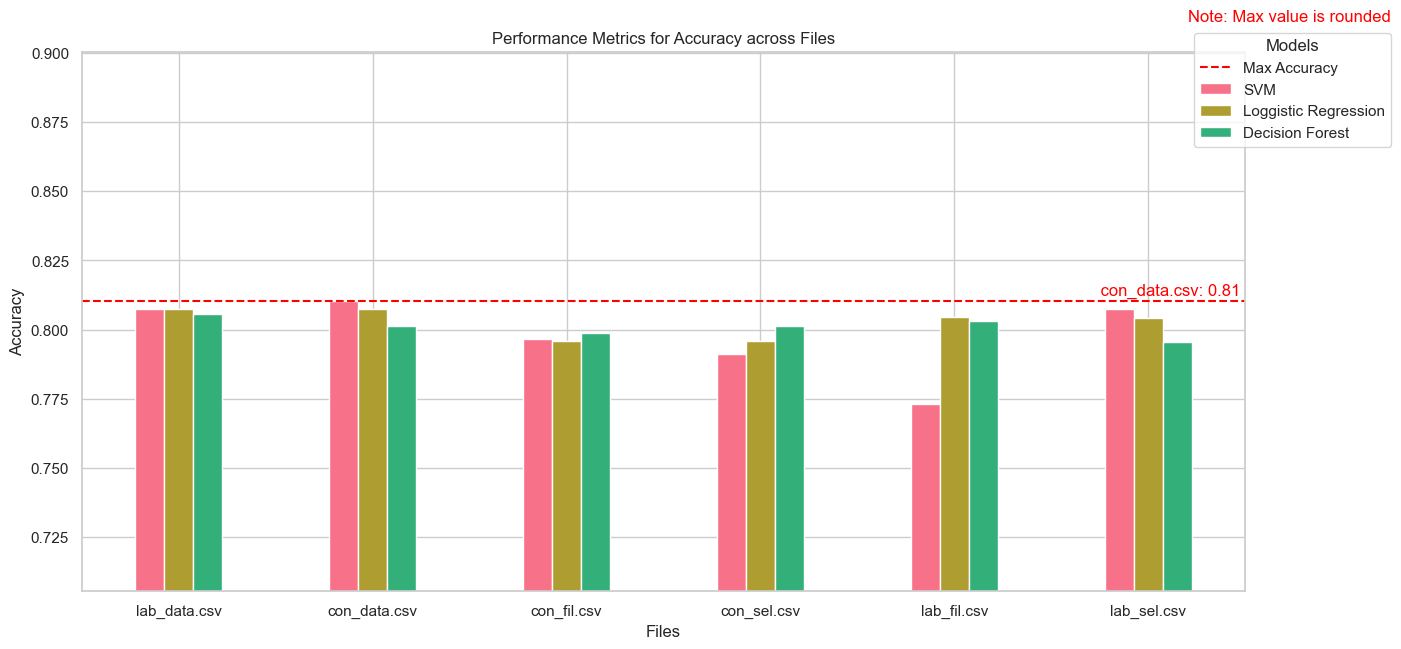 Note: Max value is rounded
Performance Metrics for Accuracy across Files
Models
Max Accuracy
SVM
Loggistic Regression
Decision Forest
0.900
0.875
0.850
0.825
0.800
0.775
0.750
0.725
Accuracy
con_data.csv: 0.81
lab_data.csv
con_data.csv
con_fil.csv
con_sel.csv
lab_fil.csv
lab_sel.csv
Files